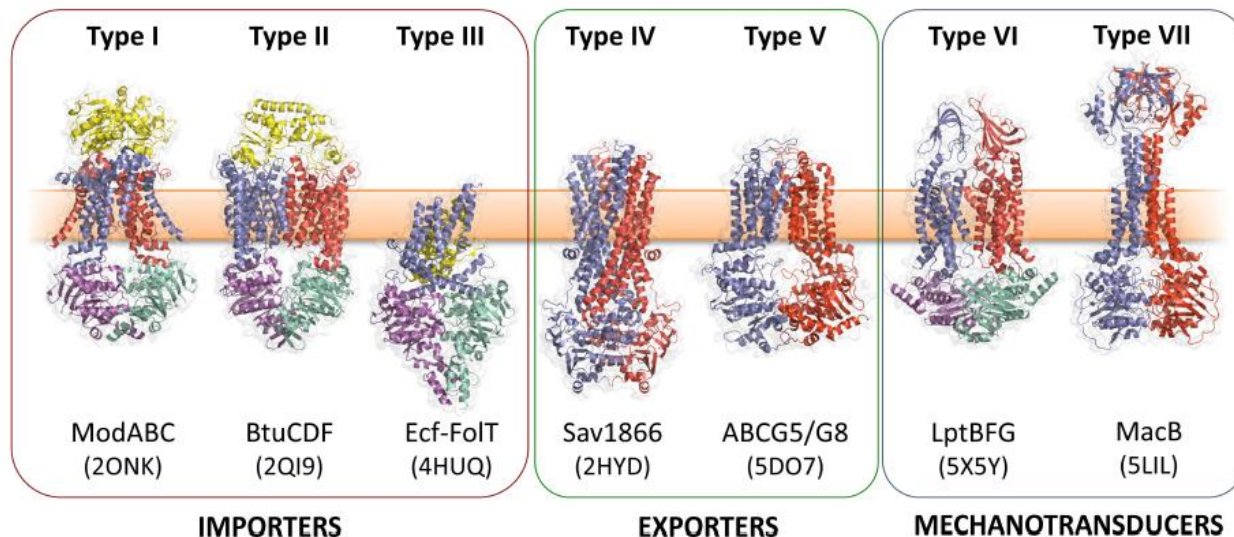 Type I Type II Type III Type IV Type V Type VI Type VII
ModABC BtuCDF Ecf-FolT Sav1866 ABCG5/G8 LptBFG MacB
(2ONK) (2QI9) (4HUQ) (2HYD) (5DO7) (5X5Y) (5LIL)
IMPORTERS EXPORTERS MECHANOTRANSDUCERS